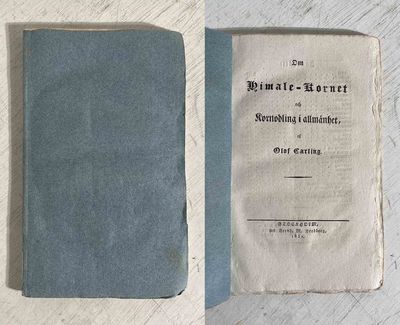 Om
Himale-Kornet
och
Kornodling i allmänhet,
af
Olof Carling.
STOCKHOLM,